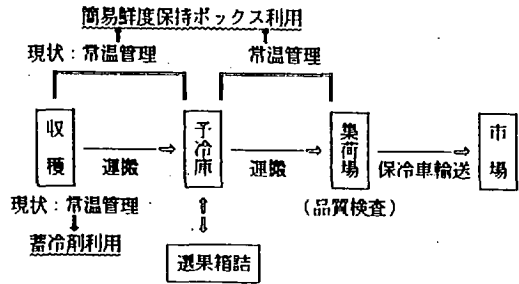 簡易鮮度保持ボックス利用
現状：常温管理
常温管理
収穫
運搬
予冷庫
運搬
集荷場
保冷車輸送
市場
現状：常温管理
(品質検査)
蓄冷剤利用
選果箱詰